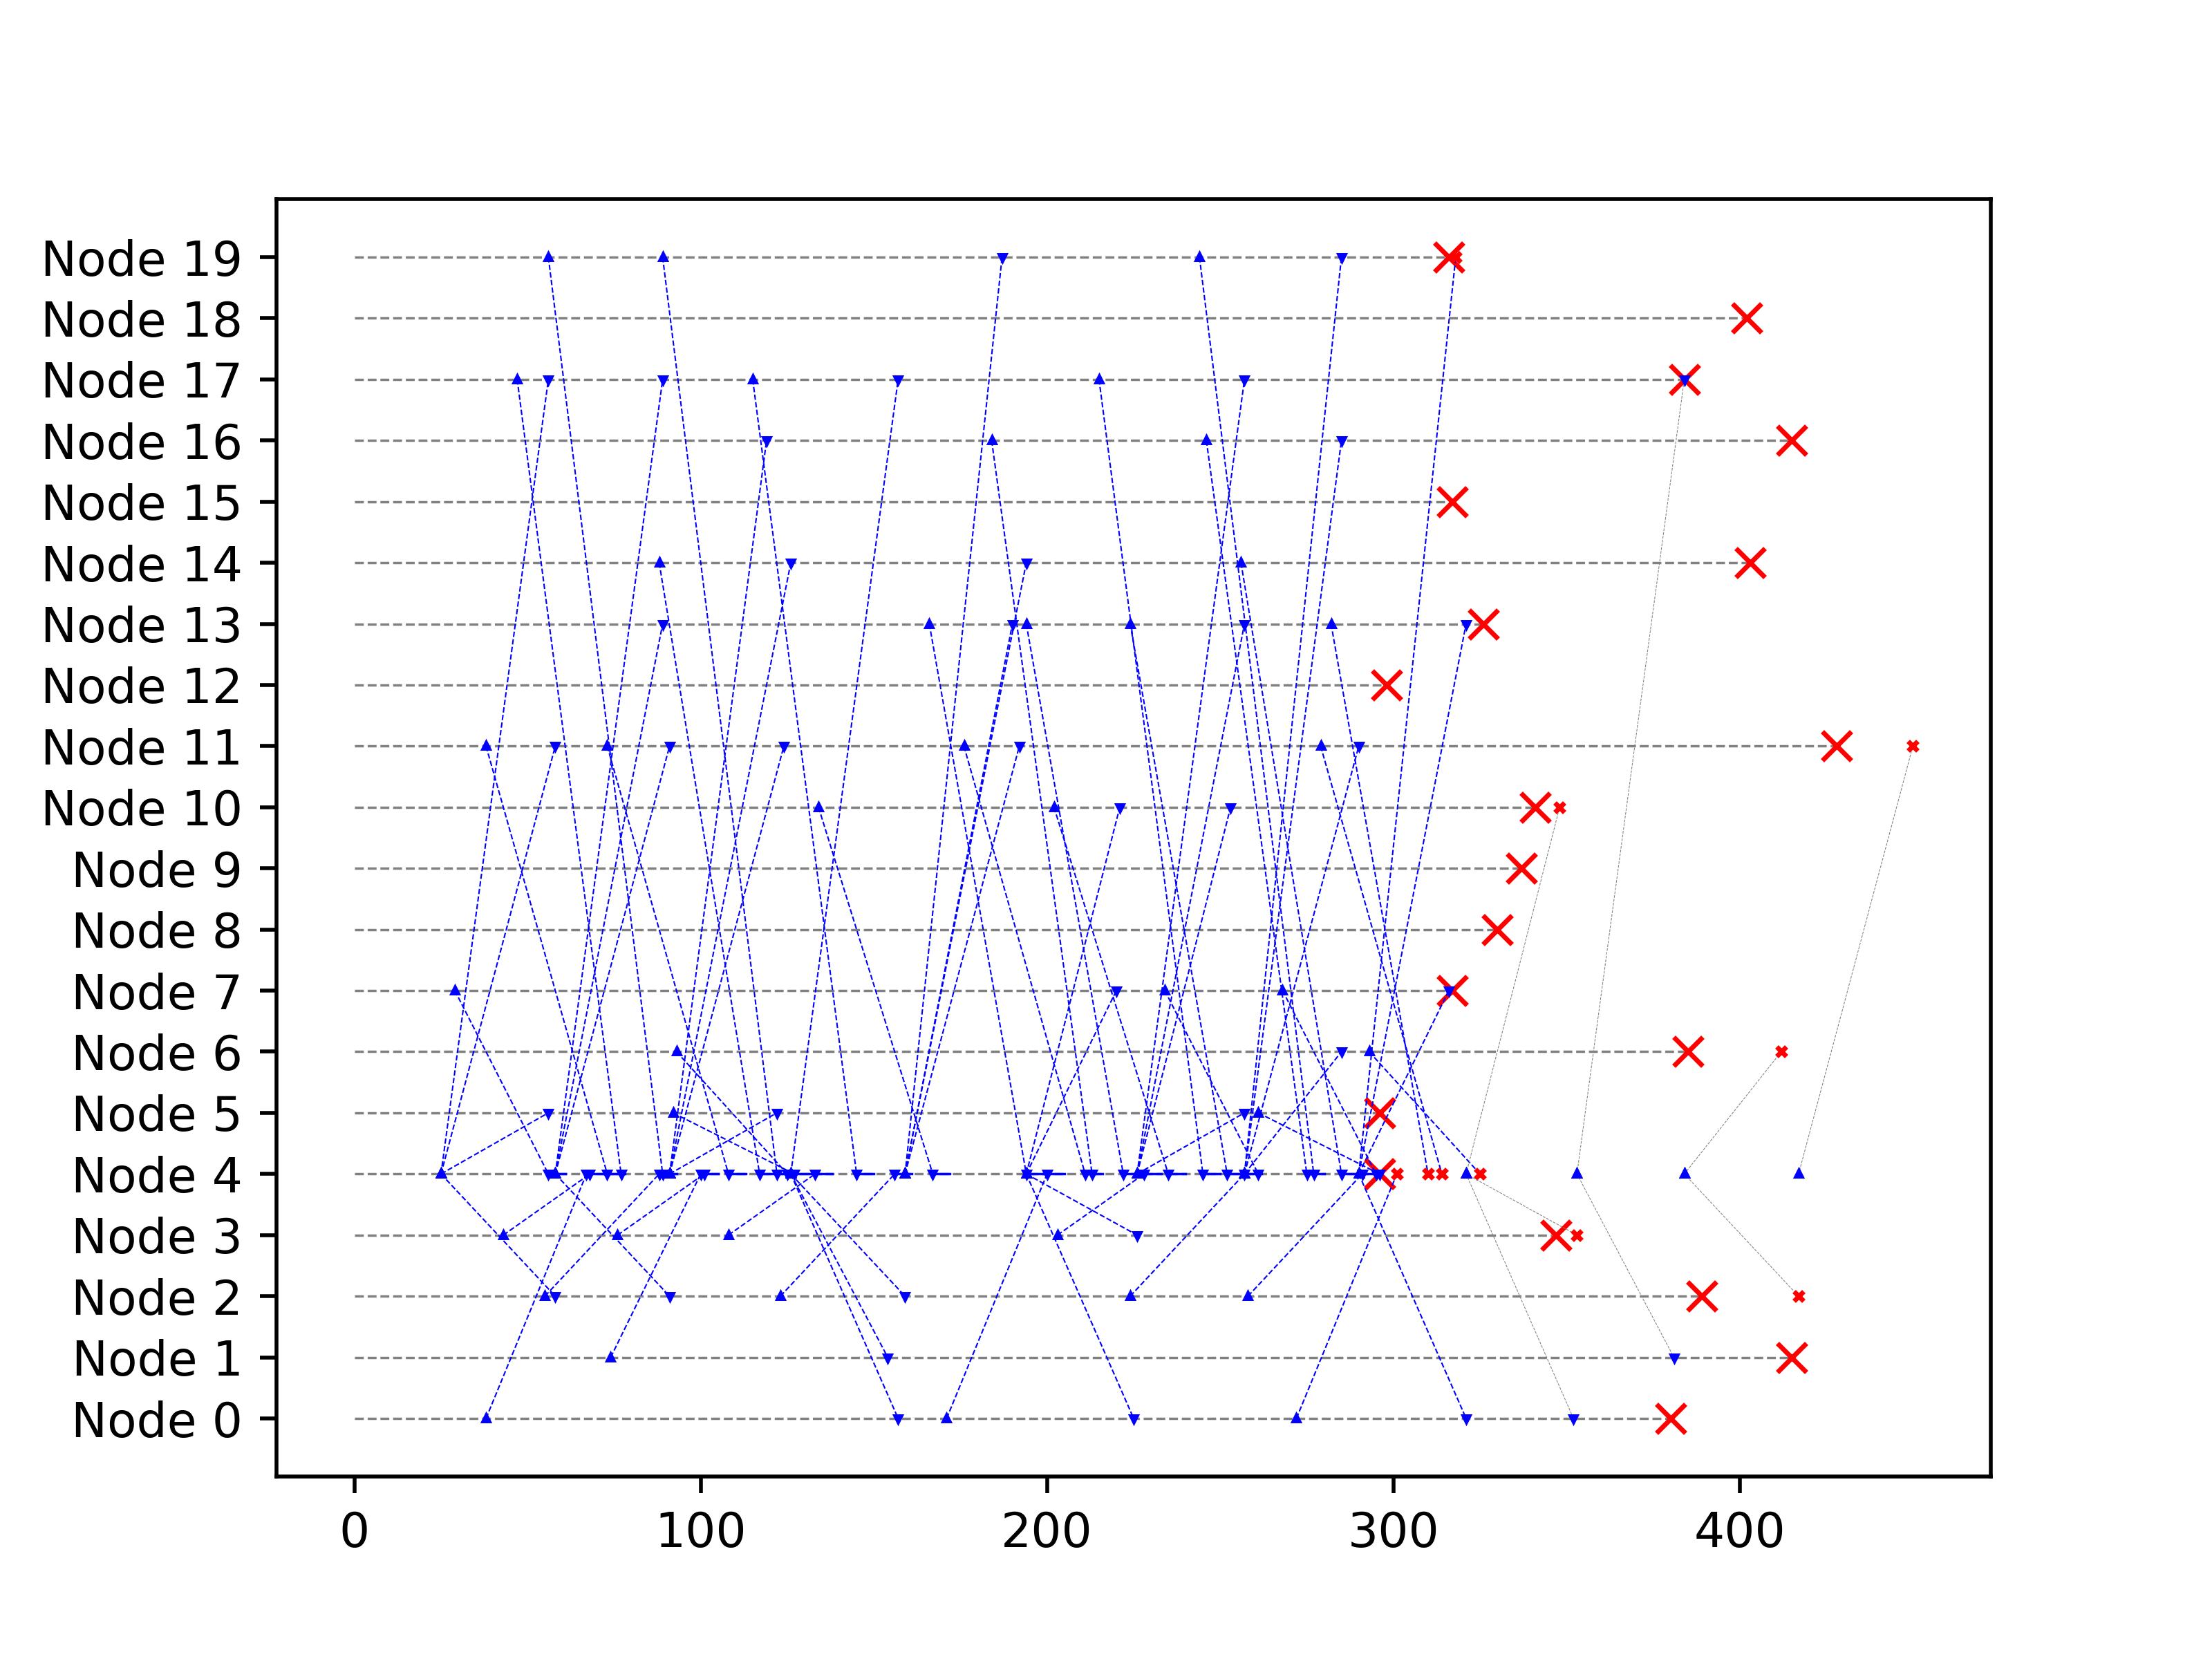 Node 19
Node 18
Node 17
Node 16
Node 15
Node 14
Node 13
Node 12
Node 11
Node 10
Node 9
Node 8
Node 7
Node 6
Node 5
Node 4
Node 3
Node 2
Node 1
Node 0
0 100 200 300 400